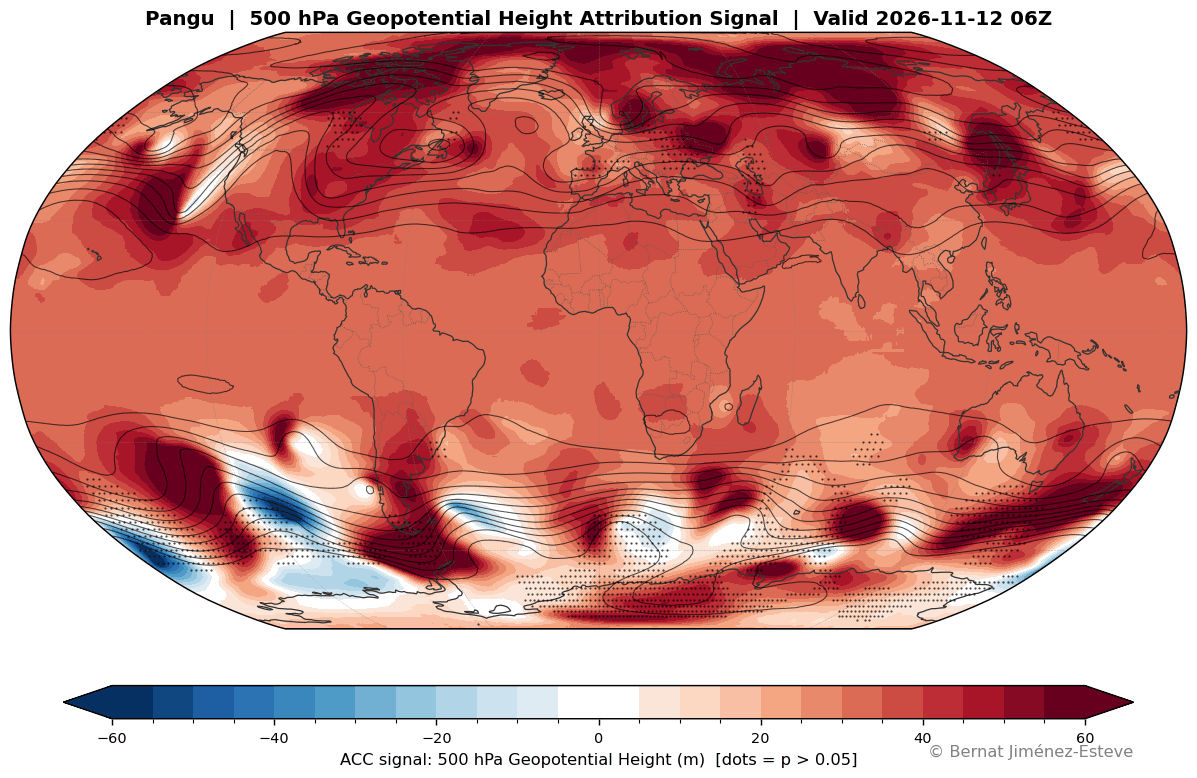 Pangu | 500 hPa Geopotential Height Attribution Signal | Valid 2026-11-12 06Z
−60 −40 −20 0 20 40 60
© Bernat Jiménez-Esteve
ACC signal: 500 hPa Geopotential Height (m) [dots = p > 0.05]